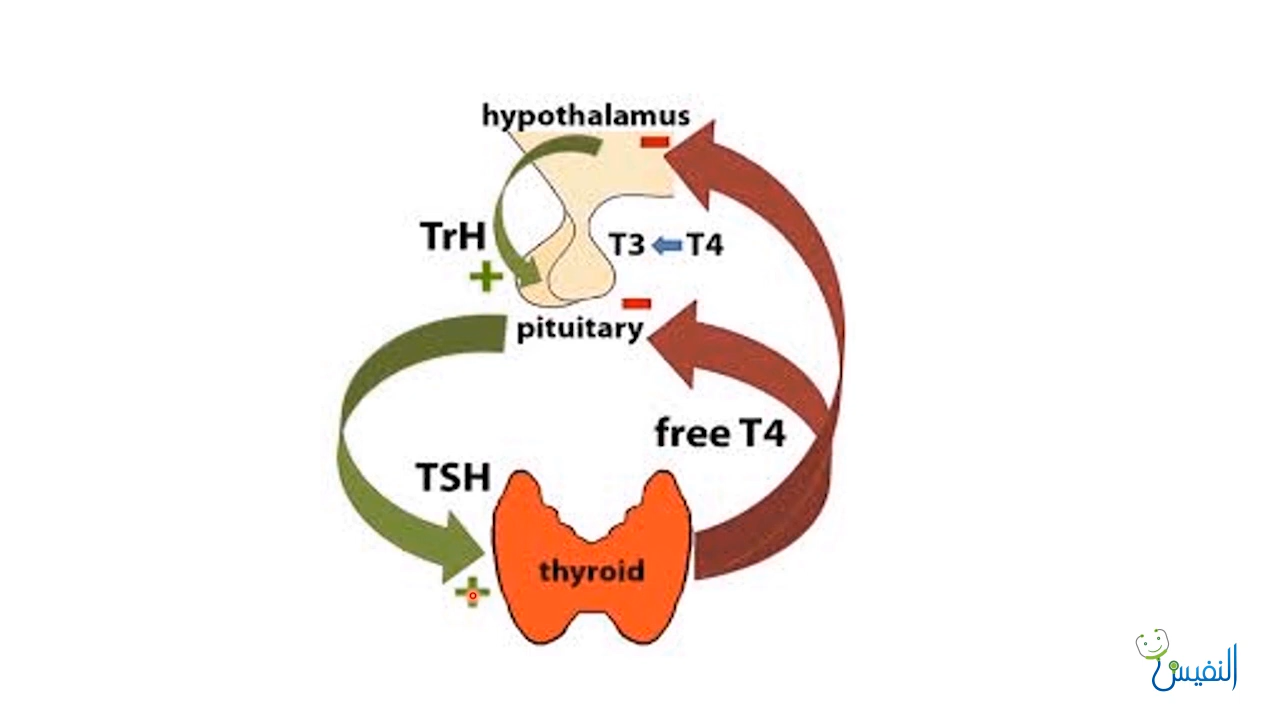 hypothalamus
TrH
T3 T4
pituitary
free T4
TSH
thyroid
النفيس